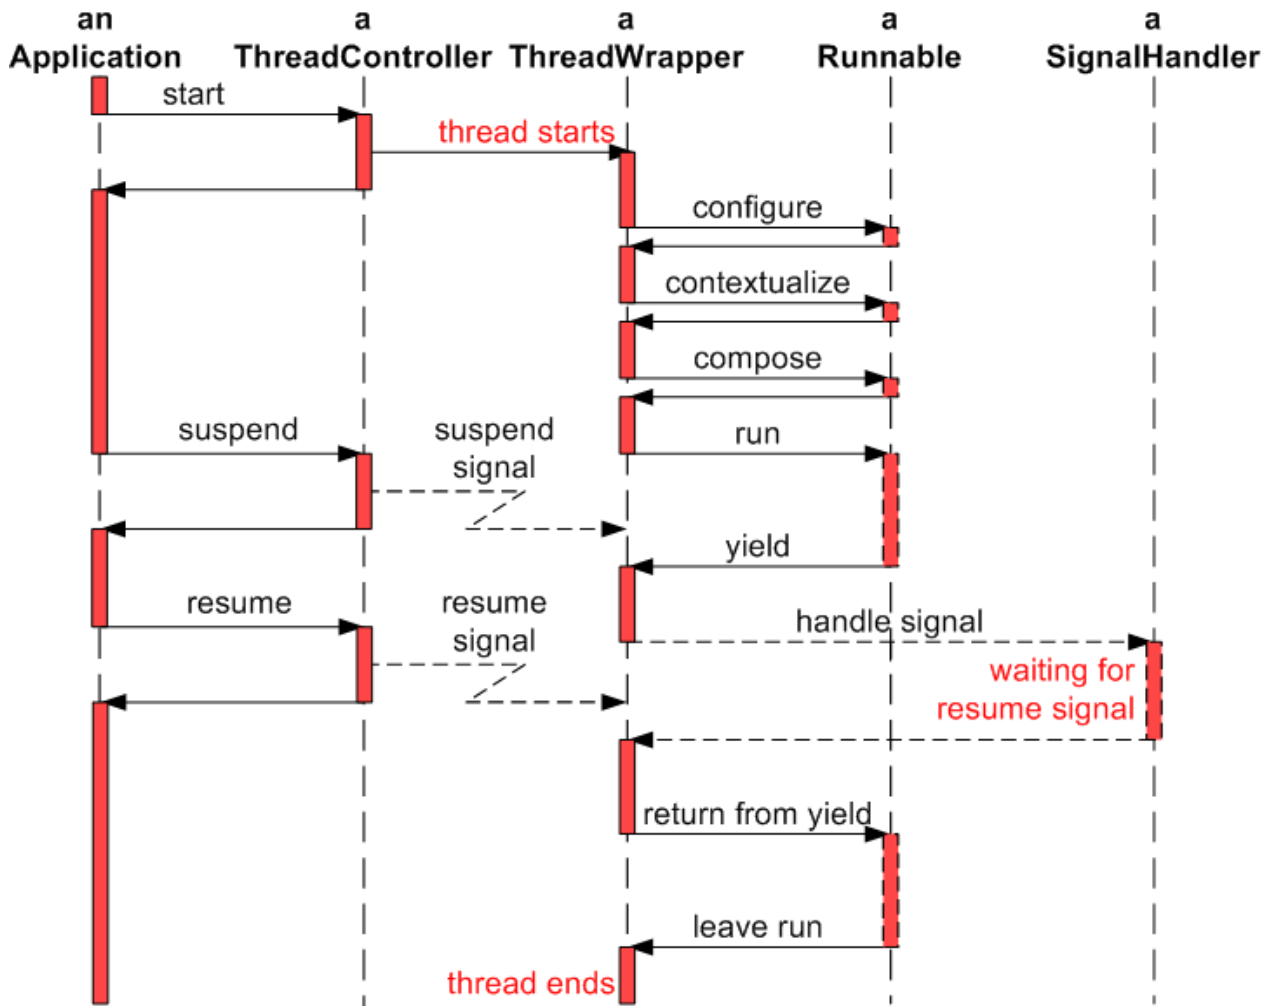 an a a a a
Application ThreadController ThreadWrapper Runnable SignalHandler
start
thread starts
configure
contextualize
compose
suspend
suspend
signal
run
yield
resume
resume
signal
handle signal
waiting for
resume signal
return from yield
leave run
thread ends